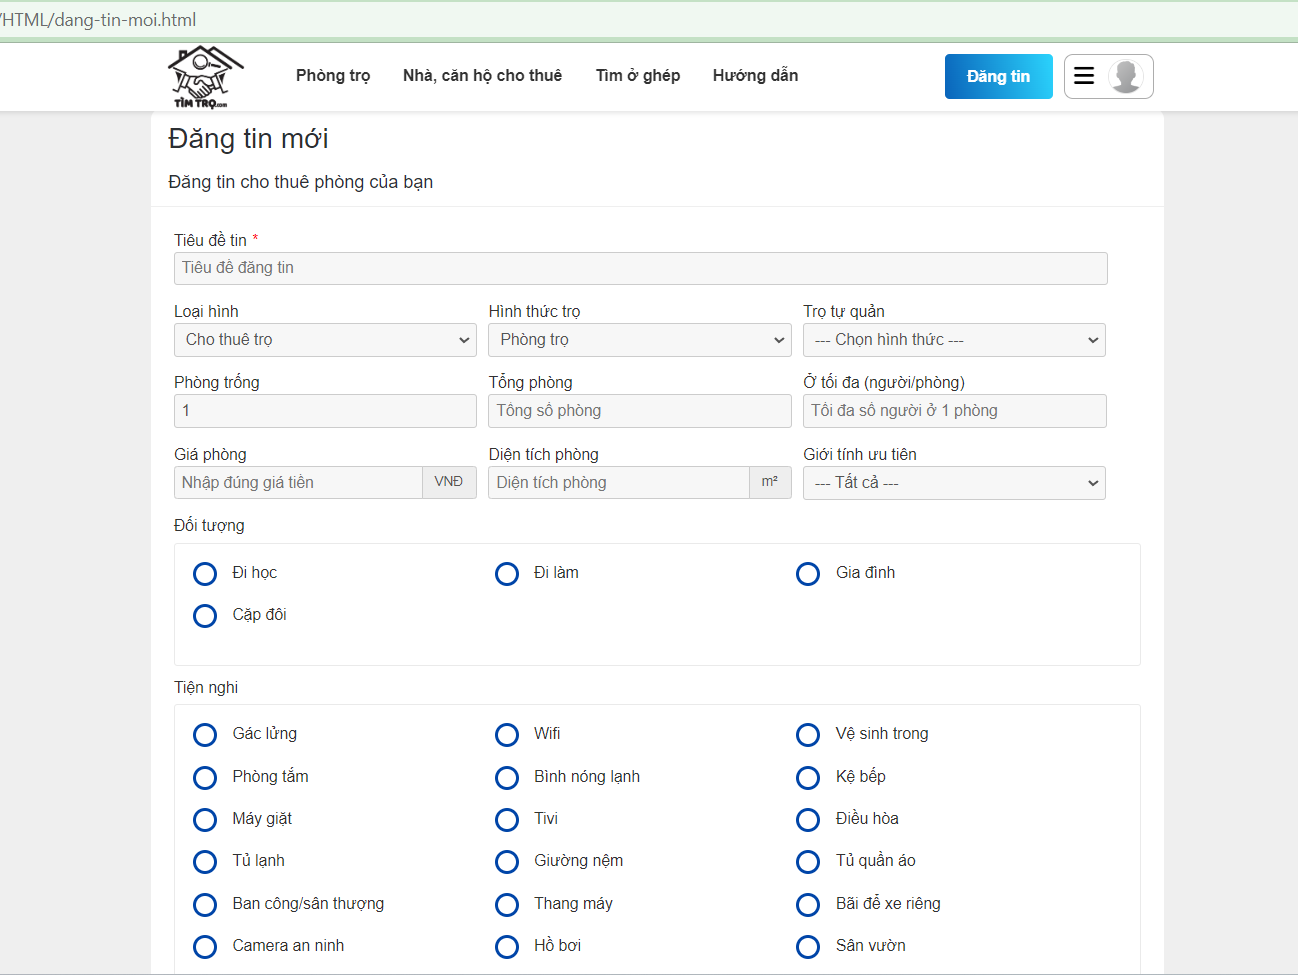 /HTML/dang-tin-moi.html
TÌM TRỌ.com
Phòng trọ Nhà, căn hộ cho thuê Tìm ở ghép Hướng dẫn Đăng tin
Đăng tin mới
Đăng tin cho thuê phòng của bạn
Tiêu đề tin *
Tiêu đề đăng tin
Loại hình Hình thức trọ Trọ tự quản
Cho thuê trọ Phòng trọ --- Chọn hình thức ---
Phòng trống Tổng phòng Ở tối đa (người/phòng)
1 Tổng số phòng Tối đa số người ở 1 phòng
Giá phòng Diện tích phòng Giới tính ưu tiên
Nhập đúng giá tiền VNĐ Diện tích phòng m² --- Tất cả ---
Đối tượng
Đi học Đi làm Gia đình
Cặp đôi
Tiện nghi
Gác lửng Wifi Vệ sinh trong
Phòng tắm Bình nóng lạnh Kệ bếp
Máy giặt Tivi Điều hòa
Tủ lạnh Giường nệm Tủ quần áo
Ban công/sân thượng Thang máy Bãi để xe riêng
Camera an ninh Hồ bơi Sân vườn